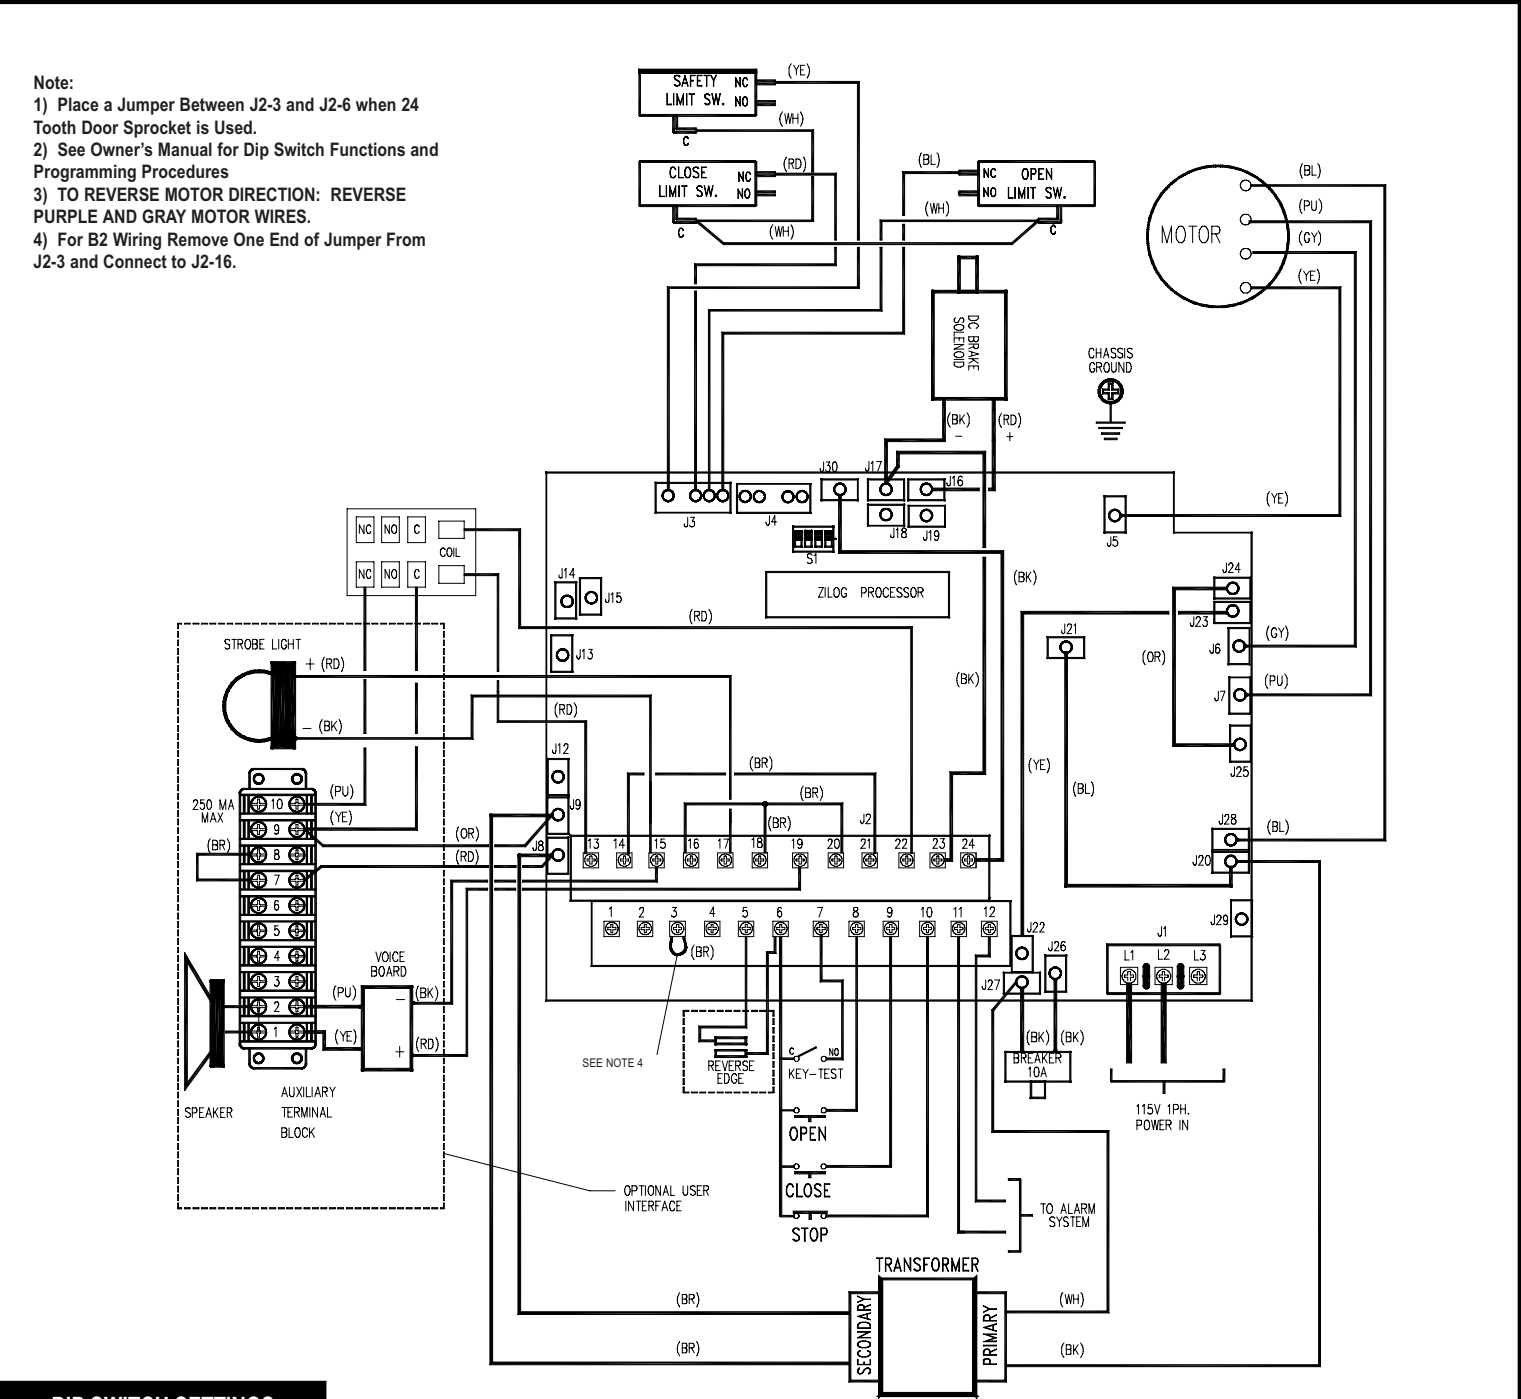 Note:
1) Place a Jumper Between J2-3 and J2-6 when 24
Tooth Door Sprocket is Used.
2) See Owner's Manual for Dip Switch Functions and
Programming Procedures
3) TO REVERSE MOTOR DIRECTION: REVERSE
PURPLE AND GRAY MOTOR WIRES.
4) For B2 Wiring Remove One End of Jumper From
J2-3 and Connect to J2-16.
SAFETY NC
LIMIT SW. NO
C
(YE)
(WH)
CLOSE NC
LIMIT SW. NO
C
(RD)
(WH)
(BL)
(WH)
NC OPEN
NO LIMIT SW.
C
MOTOR
(BL)
(PU)
(GY)
(YE)
DC BRAKE
SOLENOID
(BK)
-
(RD)
+
CHASSIS
GROUND
J3
J4
J30
J17
J16
J18
J19
S1
J5
(YE)
NC NO C
COIL
NC NO C
J14
J15
ZILOG PROCESSOR
(BK)
J24
J23
J21
J6
(GY)
(OR)
J13
(RD)
(BK)
J7
(PU)
J25
STROBE LIGHT
+ (RD)
- (BK)
(RD)
J12
(BR)
(BR)
(BR)
(YE)
(BL)
J9
J8
J2
J28
(BL)
J20
J29
250 MA
MAX
(BR)
10
9
8
7
6
5
4
3
2
1
(PU)
(YE)
(OR)
(RD)
13 14 15 16 17 18 19 20 21 22 23 24
1 2 3 4 5 6 7 8 9 10 11 12
(BR)
J22
J26
J27
J1
L1 L2 L3
VOICE
BOARD
(PU)
- (BK)
(YE)
+ (RD)
SPEAKER
AUXILIARY
TERMINAL
BLOCK
SEE NOTE 4
REVERSE
EDGE
C NO
KEY-TEST
(BK) (BK)
BREAKER
10A
115V 1PH.
POWER IN
OPEN
CLOSE
STOP
OPTIONAL USER
INTERFACE
TO ALARM
SYSTEM
TRANSFORMER
SECONDARY
PRIMARY
(BR)
(BR)
(WH)
(BK)
DIP SWITCH SETTINGS